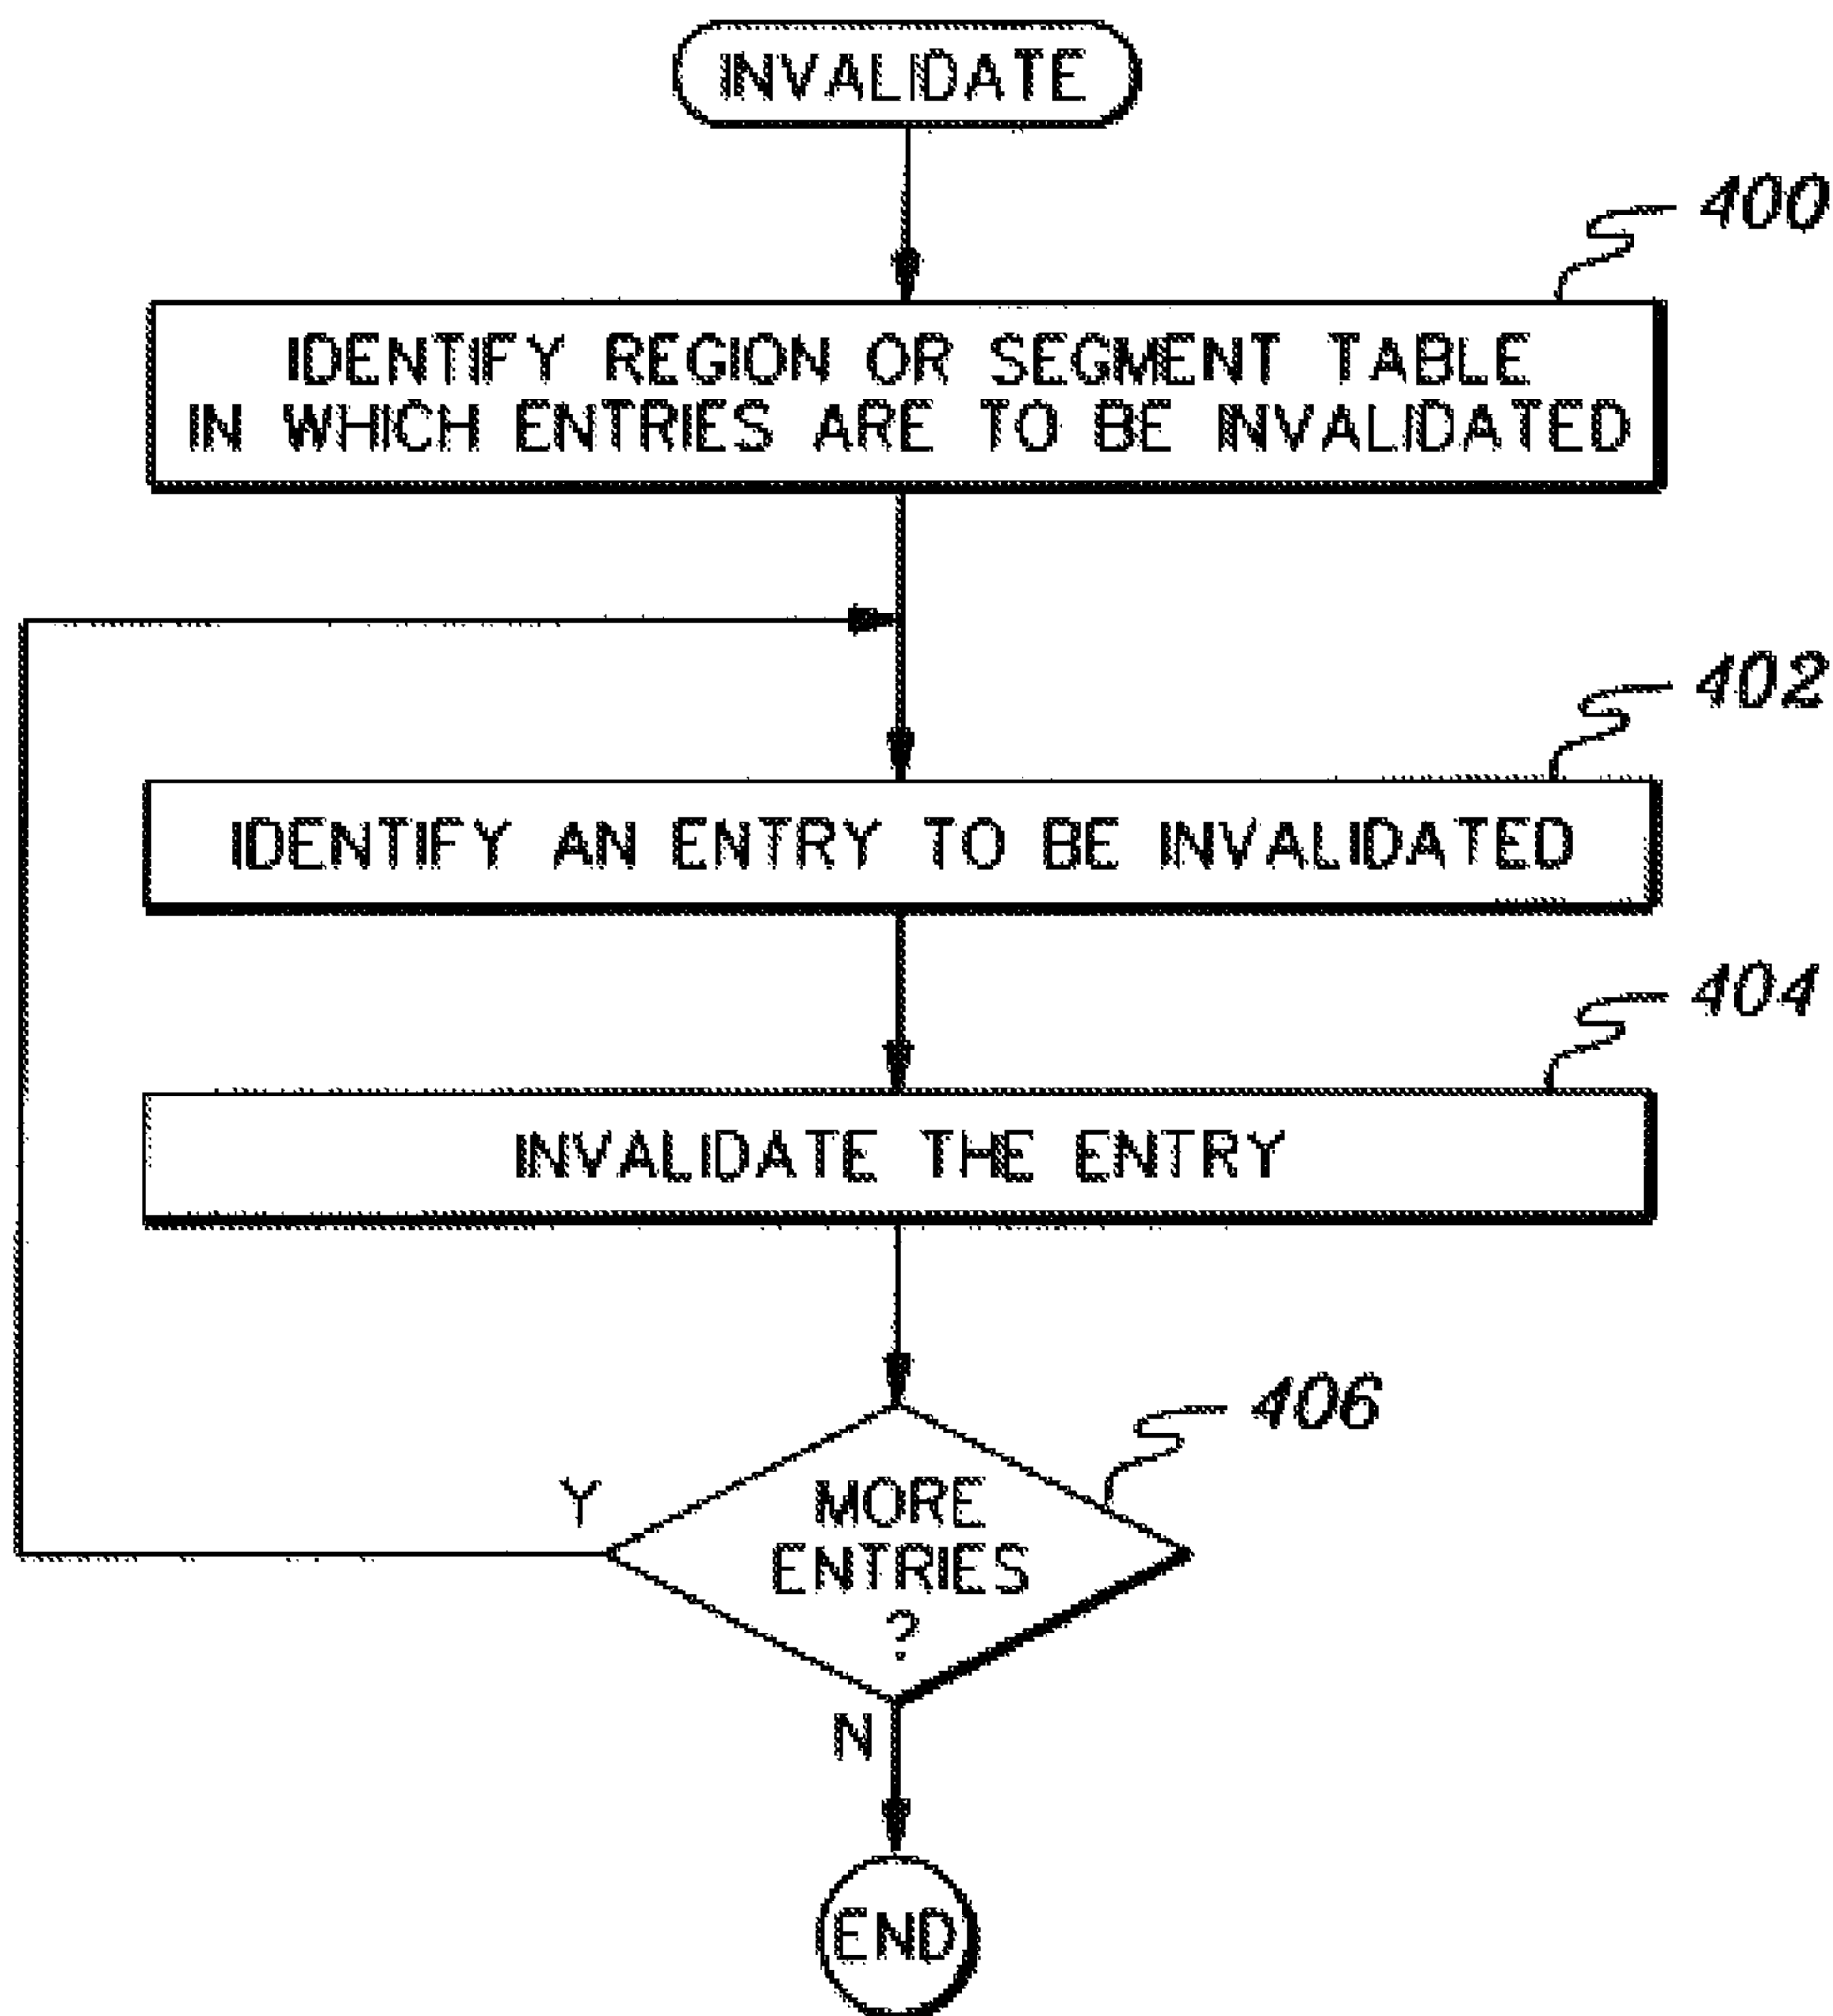 INVALIDATE
400
IDENTIFY REGION OR SEGMENT TABLE
IN WHICH ENTRIES ARE TO BE INVALIDATED
402
IDENTIFY AN ENTRY TO BE INVALIDATED
404
INVALIDATE THE ENTRY
406
Y
MORE
ENTRIES
?
N
END